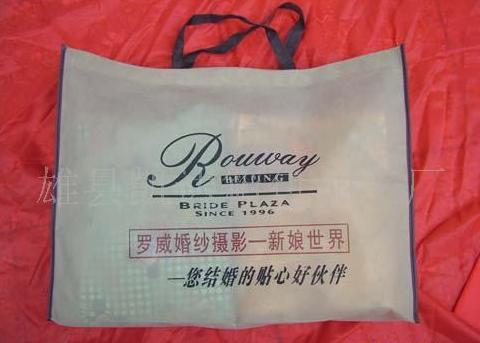 Rouway
BEIJING
BRIDE PLAZA
SINCE 1996
罗威婚纱摄影—新娘世界
—您结婚的贴心好伙伴
雄县
厂